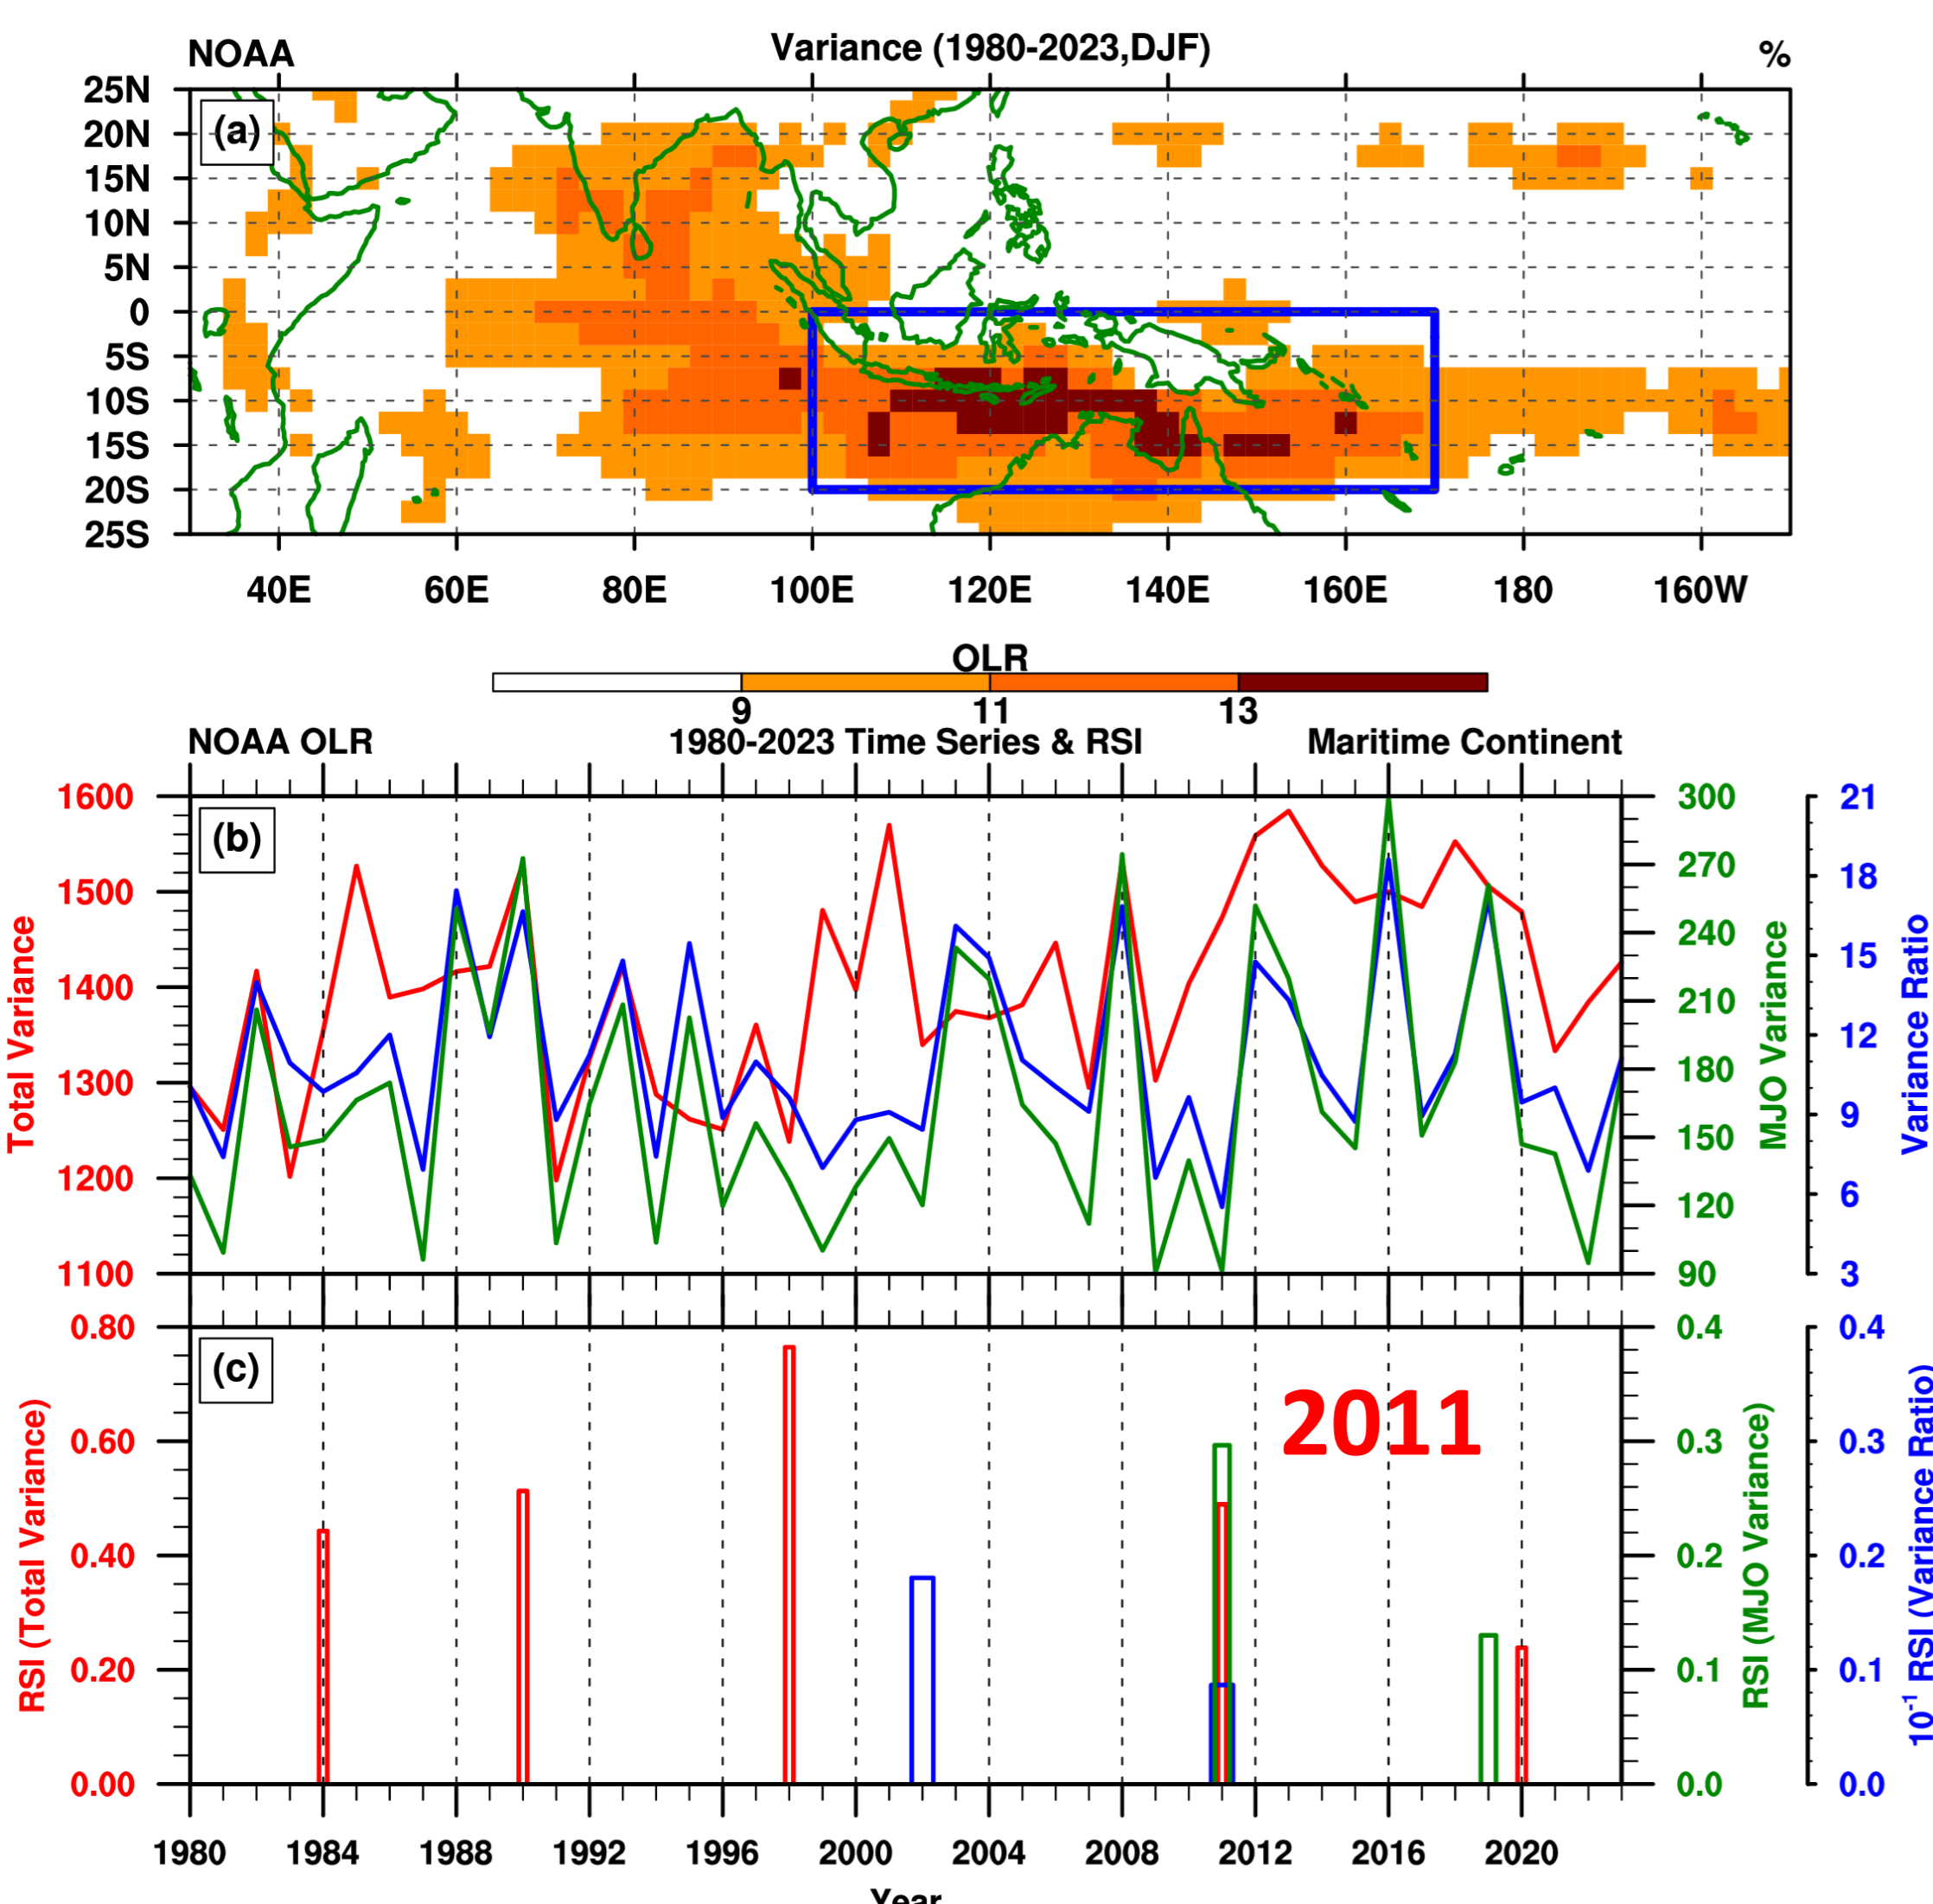 NOAA Variance (1980-2023,DJF) %
(a)
25N
20N
15N
10N
5N
0
5S
10S
15S
20S
25S
40E 60E 80E 100E 120E 140E 160E 180 160W
OLR
9 11 13
NOAA OLR 1980-2023 Time Series & RSI Maritime Continent
(b)
Total Variance
1600
1500
1400
1300
1200
1100
300
270
240
210
180
150
120
90
MJO Variance
21
18
15
12
9
6
3
Variance Ratio
(c)
2011
RSI (Total Variance)
0.80
0.60
0.40
0.20
0.00
0.4
0.3
0.2
0.1
0.0
RSI (MJO Variance)
0.4
0.3
0.2
0.1
0.0
10⁻¹ RSI (Variance Ratio)
1980 1984 1988 1992 1996 2000 2004 2008 2012 2016 2020
Year